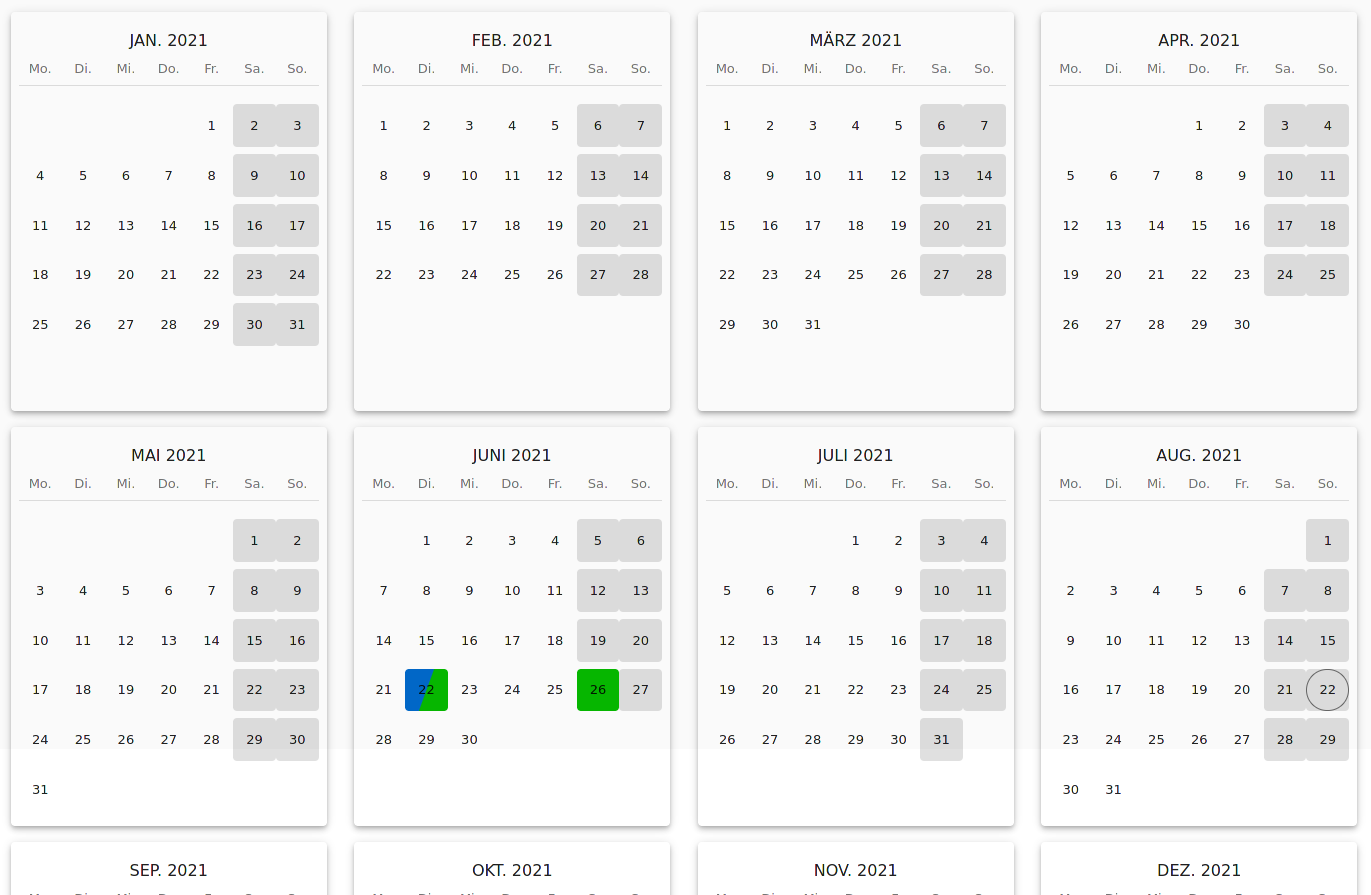 JAN. 2021 FEB. 2021 MÄRZ 2021 APR. 2021
Mo. Di. Mi. Do. Fr. Sa. So. Mo. Di. Mi. Do. Fr. Sa. So. Mo. Di. Mi. Do. Fr. Sa. So. Mo. Di. Mi. Do. Fr. Sa. So.
1 2 3 1 2 3 4 5 6 7 1 2 3 4 5 6 7 1 2 3 4
4 5 6 7 8 9 10 8 9 10 11 12 13 14 8 9 10 11 12 13 14 5 6 7 8 9 10 11
11 12 13 14 15 16 17 15 16 17 18 19 20 21 15 16 17 18 19 20 21 12 13 14 15 16 17 18
18 19 20 21 22 23 24 22 23 24 25 26 27 28 22 23 24 25 26 27 28 19 20 21 22 23 24 25
25 26 27 28 29 30 31 29 30 31 26 27 28 29 30
MAI 2021 JUNI 2021 JULI 2021 AUG. 2021
Mo. Di. Mi. Do. Fr. Sa. So. Mo. Di. Mi. Do. Fr. Sa. So. Mo. Di. Mi. Do. Fr. Sa. So. Mo. Di. Mi. Do. Fr. Sa. So.
1 2 1 2 3 4 5 6 1 2 3 4 1
3 4 5 6 7 8 9 7 8 9 10 11 12 13 5 6 7 8 9 10 11 2 3 4 5 6 7 8
10 11 12 13 14 15 16 14 15 16 17 18 19 20 12 13 14 15 16 17 18 9 10 11 12 13 14 15
17 18 19 20 21 22 23 21 22 23 24 25 26 27 19 20 21 22 23 24 25 16 17 18 19 20 21 22
24 25 26 27 28 29 30 28 29 30 26 27 28 29 30 31 23 24 25 26 27 28 29
31 30 31
SEP. 2021 OKT. 2021 NOV. 2021 DEZ. 2021